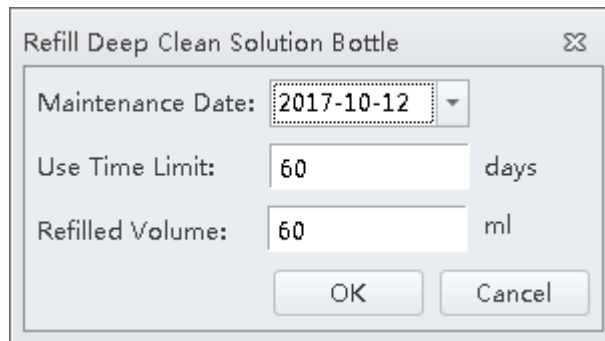 Refill Deep Clean Solution Bottle
Maintenance Date: 2017-10-12
Use Time Limit: 60 days
Refilled Volume: 60 ml
OK Cancel